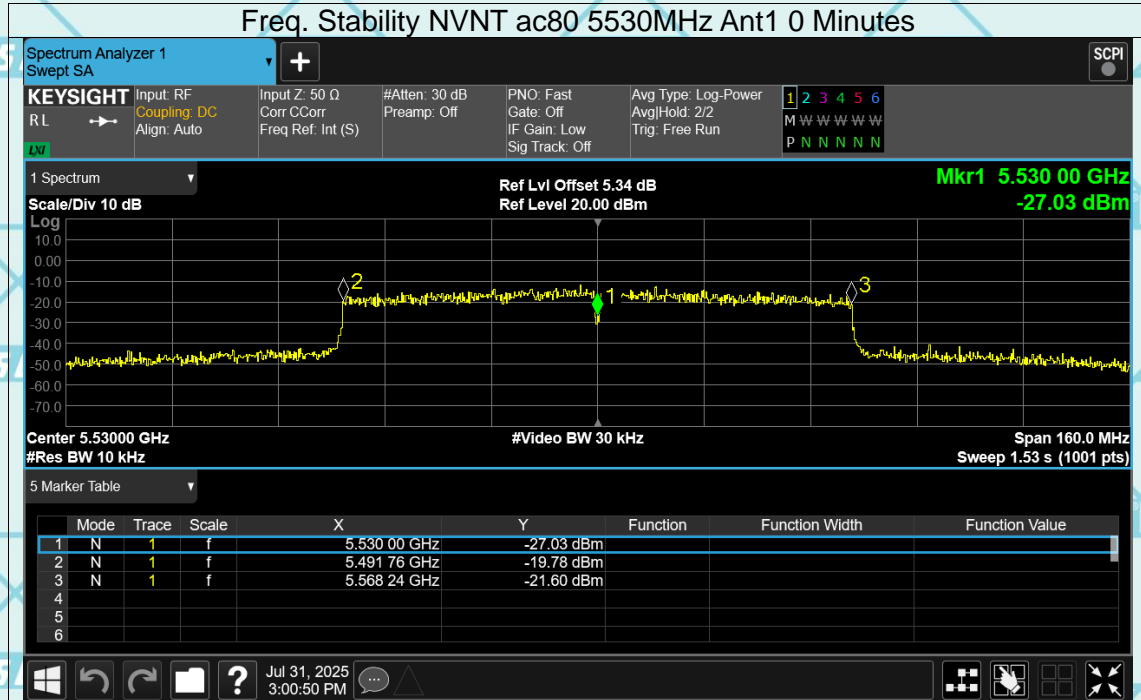 Freq. Stability NVNT ac80 5530MHz Ant1 0 Minutes
Spectrum Analyzer 1
Swept SA
+
SCPI
KEYSIGHT Input: RF Input Z: 50 Ω #Atten: 30 dB PNO: Fast Avg Type: Log-Power 1 2 3 4 5 6
RL Coupling: DC Corr CCorr Preamp: Off Gate: Off Avg|Hold: 2/2 M W W W W W W
Align: Auto Freq Ref: Int (S) IF Gain: Low Trig: Free Run
LXI Sig Track: Off P N N N N N N
1 Spectrum Ref Lvl Offset 5.34 dB Mkr1 5.530 00 GHz
Scale/Div 10 dB Ref Level 20.00 dBm -27.03 dBm
Log
10.0
0.00
-10.0
-20.0
-30.0
-40.0
-50.0
-60.0
-70.0
2
1
3
Center 5.53000 GHz #Video BW 30 kHz Span 160.0 MHz
#Res BW 10 kHz Sweep 1.53 s (1001 pts)
5 Marker Table
Mode Trace Scale X Y Function Function Width Function Value
1 N 1 f 5.530 00 GHz -27.03 dBm
2 N 1 f 5.491 76 GHz -19.78 dBm
3 N 1 f 5.568 24 GHz -21.60 dBm
4
5
6
? Jul 31, 2025
3:00:50 PM